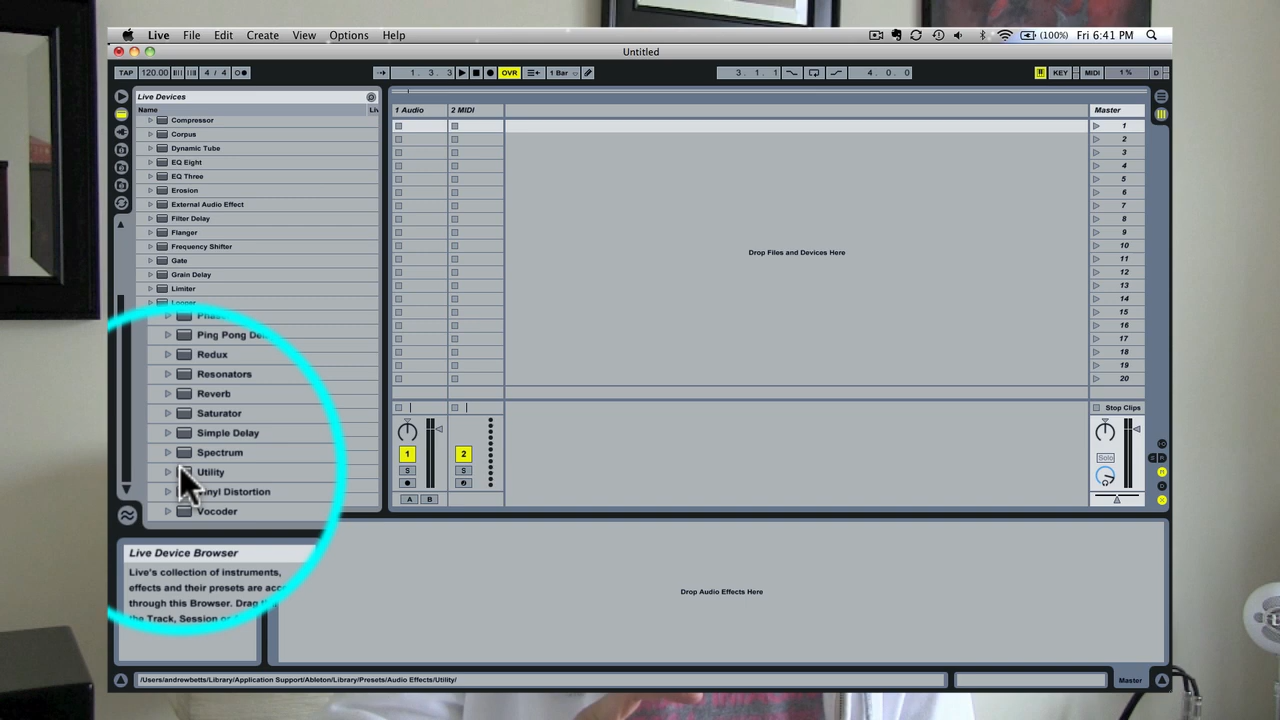 Live File Edit Create View Options Help (100%) Fri 6:41 PM
Untitled
TAP 120.00 4 / 4 1. 3. 3 OVR 1 Bar 3. 1. 1 4. 0. 0 KEY MIDI 1 % D
Live Devices
Name
Compressor
Corpus
Dynamic Tube
EQ Eight
EQ Three
Erosion
External Audio Effect
Filter Delay
Flanger
Frequency Shifter
Gate
Grain Delay
Limiter
Looper
Ping Pong
Redux
Resonators
Reverb
Saturator
Simple Delay
Spectrum
Utility
Vinyl Distortion
Vocoder
1 Audio 2 MIDI Master
1
2
3
4
5
6
7
8
9
10
11
12
13
14
15
16
17
18
19
20
Drop Files and Devices Here
Stop Clips
1 2
S S Solo
A B
Live Device Browser
Live's collection of instruments,
effects and their presets are
through this Browser. Drag
the Track, Session or
Drop Audio Effects Here
/Users/andrewbetts/Library/Application Support/Ableton/Library/Presets/Audio Effects/Utility/
Master